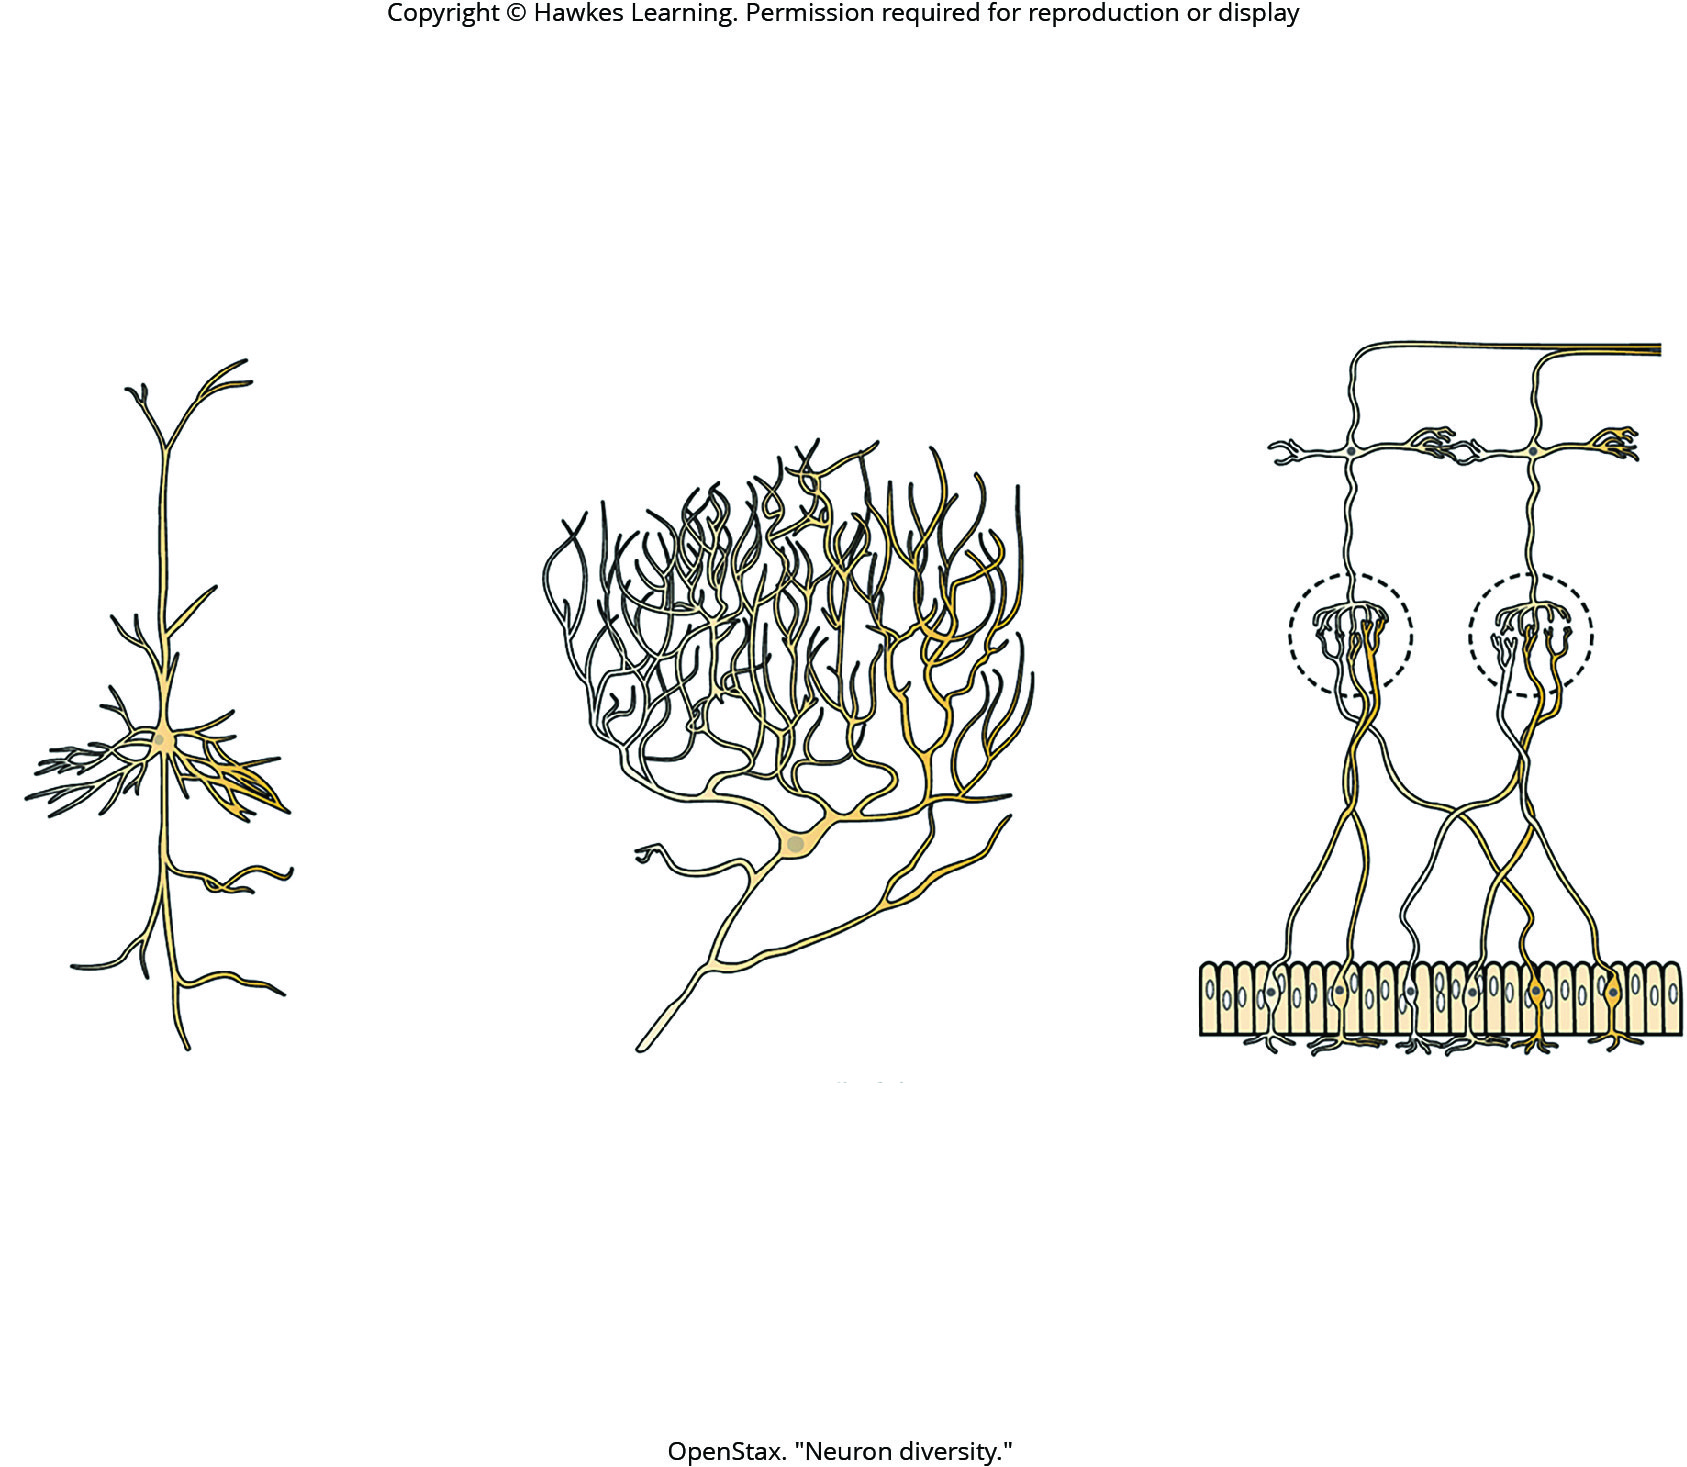 Copyright © Hawkes Learning. Permission required for reproduction or display
OpenStax. "Neuron diversity."